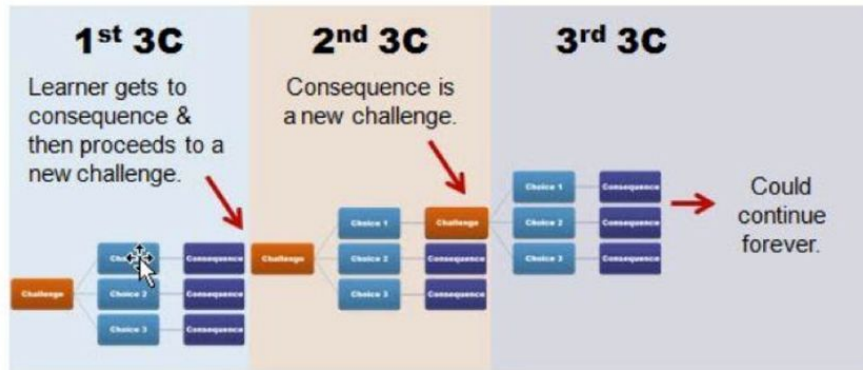 1st 3C
Learner gets to
consequence &
then proceeds to a
new challenge.
Challenge
Consequence
Choice 2
Consequence
Choice 3
Consequence
2nd 3C
Consequence is
a new challenge.
Challenge
Choice 1
Challenge
Choice 2
Consequence
Choice 3
Consequence
3rd 3C
Choice 1
Consequence
Choice 2
Consequence
Choice 3
Consequence
Could
continue
forever.